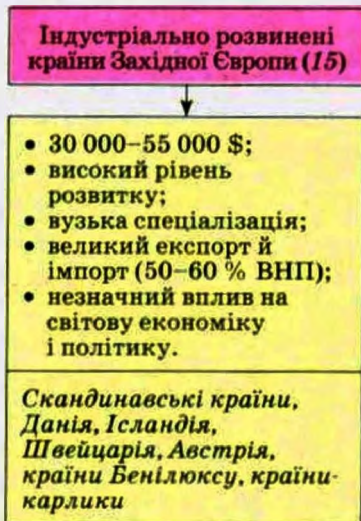 Індустріально розвинені
країни Західної Європи (15)
• 30 000–55 000 $;
• високий рівень
розвитку;
• вузька спеціалізація;
• великий експорт й
імпорт (50–60 % ВНП);
• незначний вплив на
світову економіку
і політику.
Скандинавські країни,
Данія, Ісландія,
Швейцарія, Австрія,
країни Бенілюксу, країни-
карлики